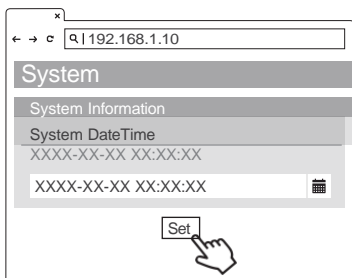 192.168.1.10
System
System Information
System DateTime
XXXX-XX-XX XX:XX:XX
XXXX-XX-XX XX:XX:XX
Set